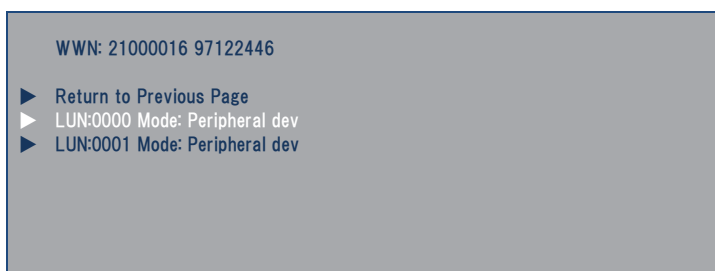 WWN: 21000016 97122446
Return to Previous Page
LUN:0000 Mode: Peripheral dev
LUN:0001 Mode: Peripheral dev